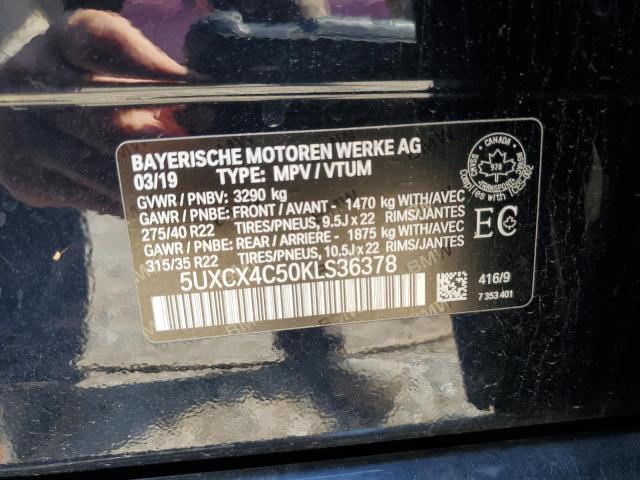 BAYERISCHE MOTOREN WERKE AG
03/19 TYPE: MPV / VTUM
GVWR / PNBV: 3290 kg
GAWR / PNBE: FRONT / AVANT - 1470 kg WITH/AVEC
275/40 R22 TIRES/PNEUS, 9.5J x 22 RIMS/JANTES
GAWR / PNBE: REAR / ARRIERE - 1875 kg WITH/AVEC
315/35 R22 TIRES/PNEUS, 10.5J x 22 RIMS/JANTES
5UXCX4C50KLS36378
CANADA
978
TRANSPORT
EC
416/9
7 353 401
BMW